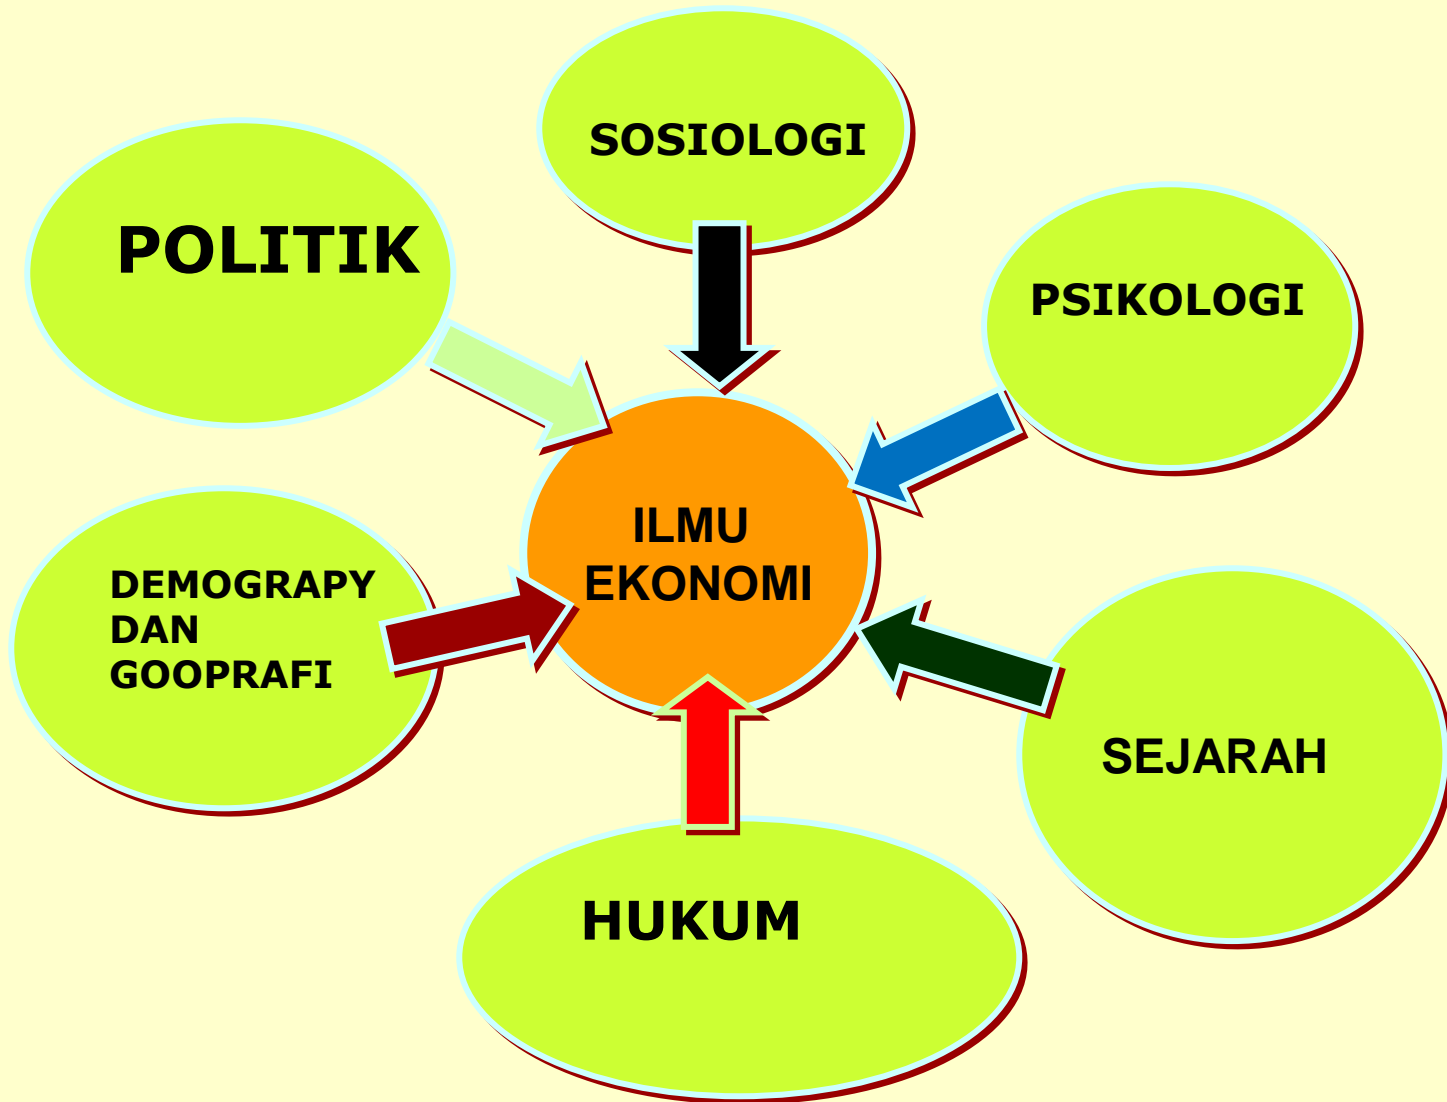 SOSIOLOGI
POLITIK
PSIKOLOGI
ILMU
EKONOMI
DEMOGRAPY
DAN
GOOPRAFI
SEJARAH
HUKUM